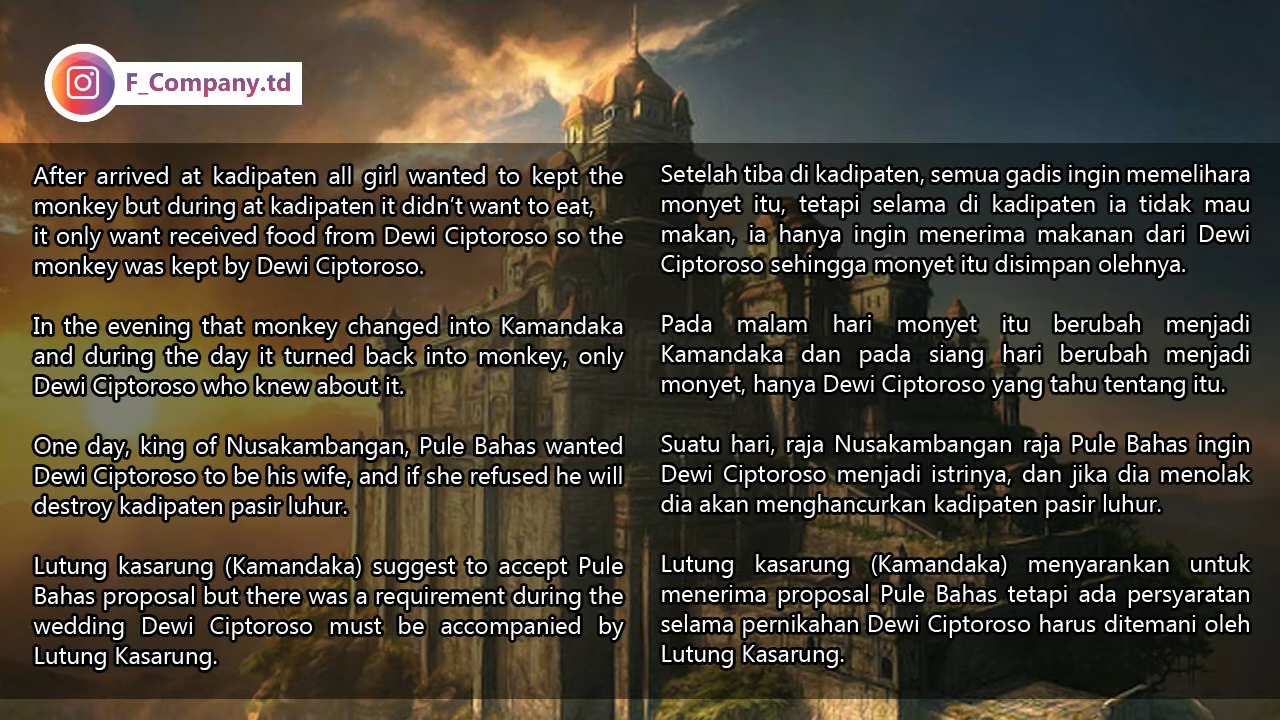 F_Company.td
After arrived at kadipaten all girl wanted to kept the
monkey but during at kadipaten it didn't want to eat,
it only want received food from Dewi Ciptoroso so the
monkey was kept by Dewi Ciptoroso.
In the evening that monkey changed into Kamandaka
and during the day it turned back into monkey, only
Dewi Ciptoroso who knew about it.
One day, king of Nusakambangan, Pule Bahas wanted
Dewi Ciptoroso to be his wife, and if she refused he will
destroy kadipaten pasir luhur.
Lutung kasarung (Kamandaka) suggest to accept Pule
Bahas proposal but there was a requirement during the
wedding Dewi Ciptoroso must be accompanied by
Lutung Kasarung.
Setelah tiba di kadipaten, semua gadis ingin memelihara
monyet itu, tetapi selama di kadipaten ia tidak mau
makan, ia hanya ingin menerima makanan dari Dewi
Ciptoroso sehingga monyet itu disimpan olehnya.
Pada malam hari monyet itu berubah menjadi
Kamandaka dan pada siang hari berubah menjadi
monyet, hanya Dewi Ciptoroso yang tahu tentang itu.
Suatu hari, raja Nusakambangan raja Pule Bahas ingin
Dewi Ciptoroso menjadi istrinya, dan jika dia menolak
dia akan menghancurkan kadipaten pasir luhur.
Lutung kasarung (Kamandaka) menyarankan untuk
menerima proposal Pule Bahas tetapi ada persyaratan
selama pernikahan Dewi Ciptoroso harus ditemani oleh
Lutung Kasarung.